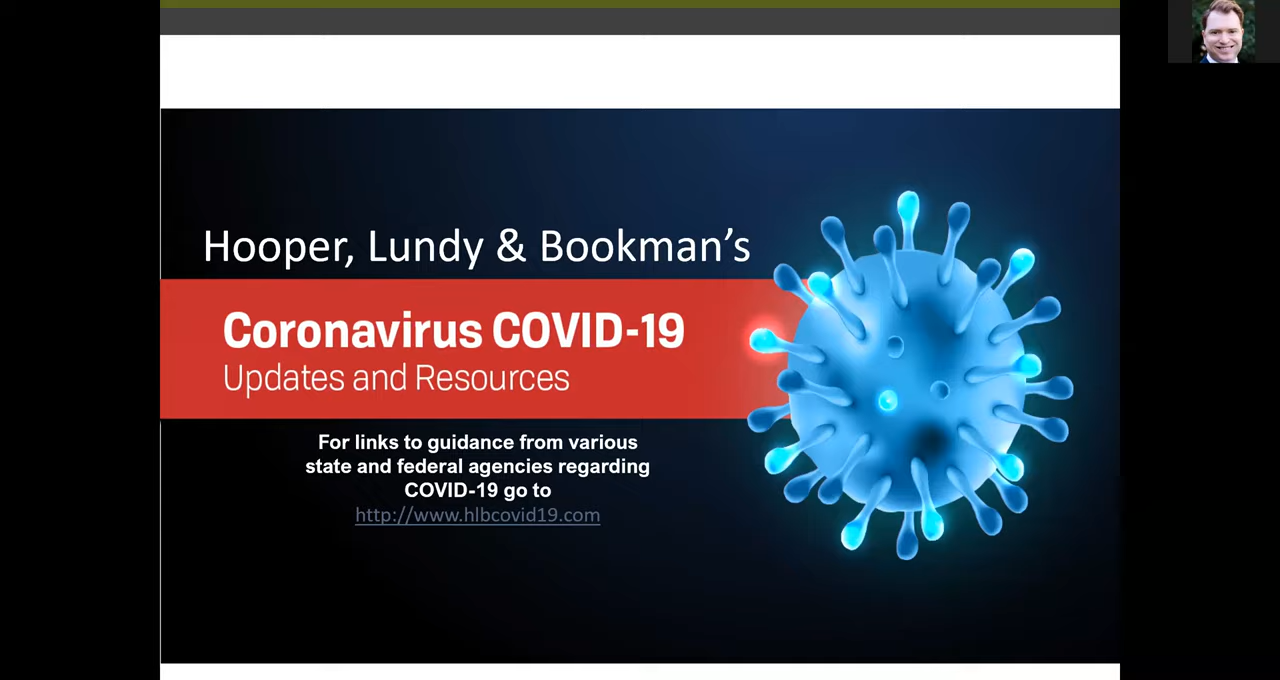 Hooper, Lundy & Bookman’s
Coronavirus COVID-19
Updates and Resources
For links to guidance from various
state and federal agencies regarding
COVID-19 go to
http://www.hlbcovid19.com